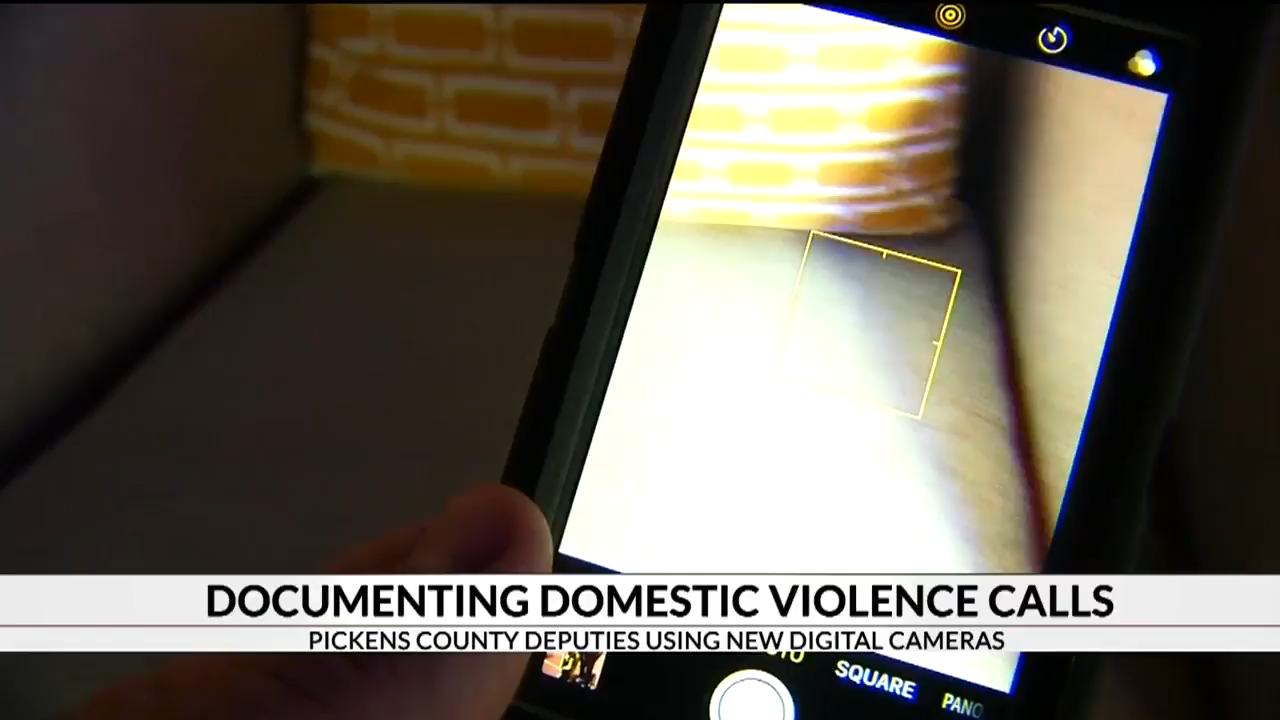 DOCUMENTING DOMESTIC VIOLENCE CALLS
PICKENS COUNTY DEPUTIES USING NEW DIGITAL CAMERAS
SQUARE
PANO